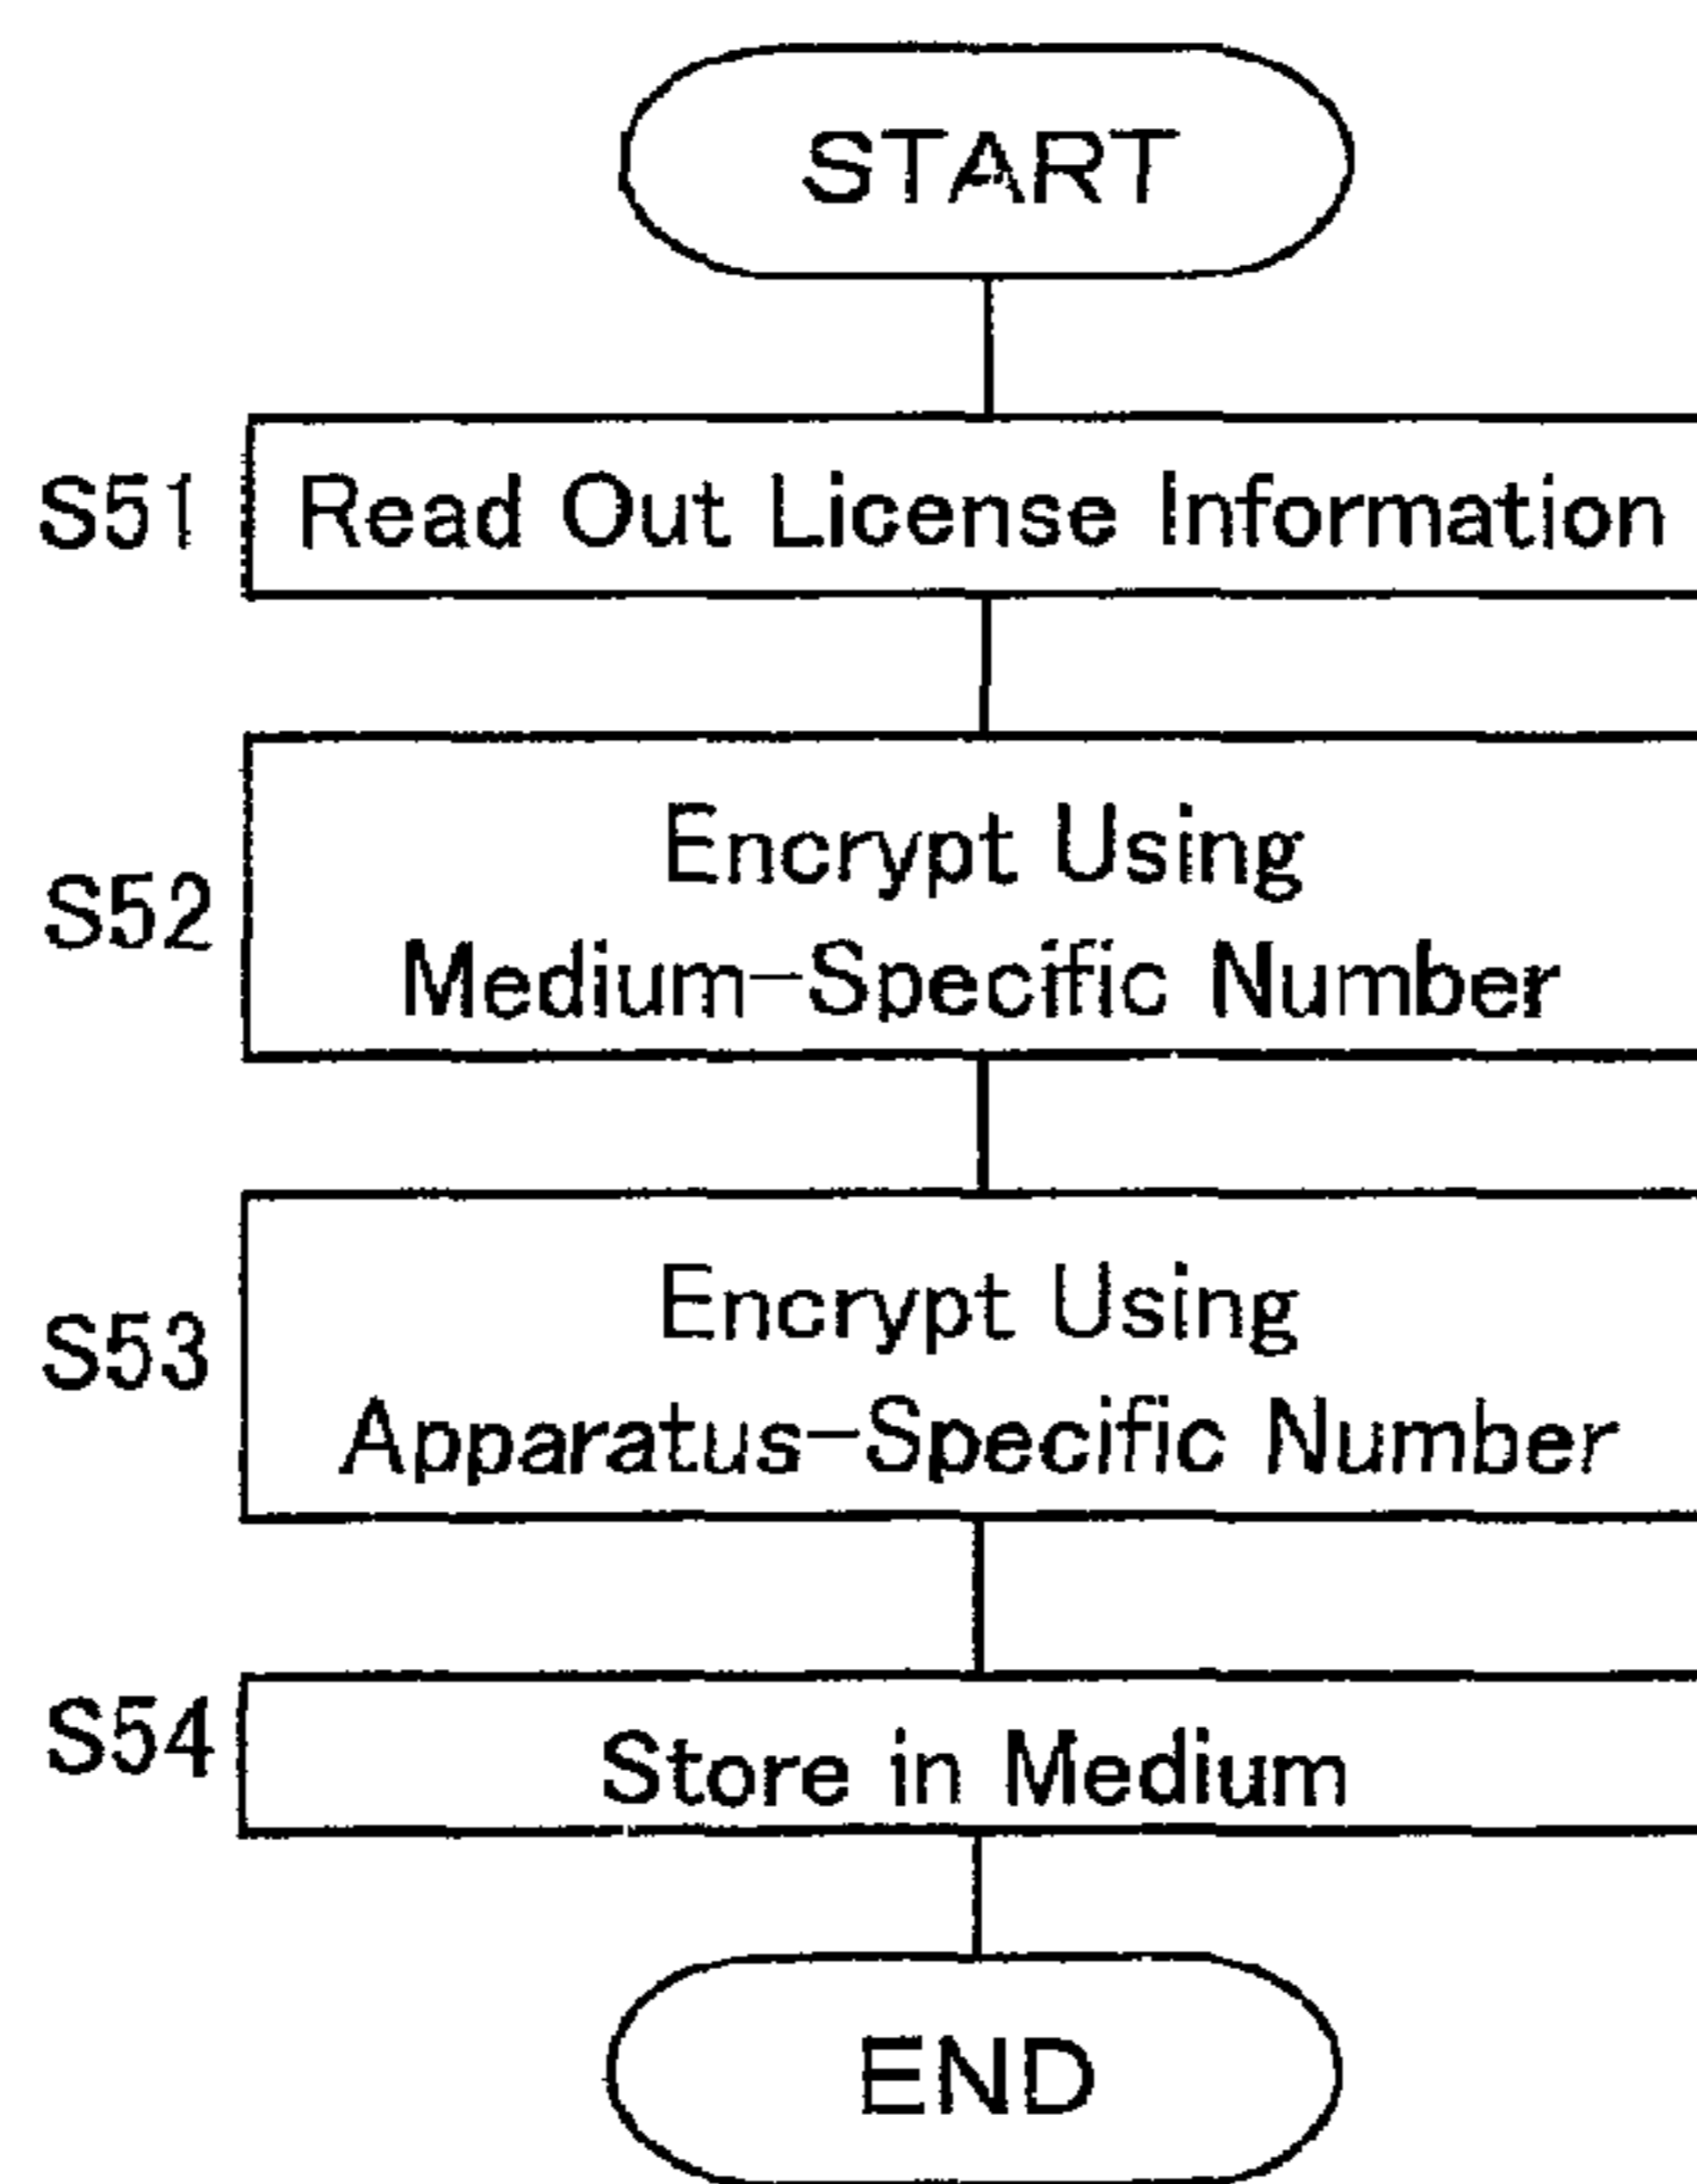 START
S51 Read Out License Information
Encrypt Using
S52
Medium-Specific Number
Encrypt Using
S53
Apparatus-Specific Number
S54 Store in Medium
END